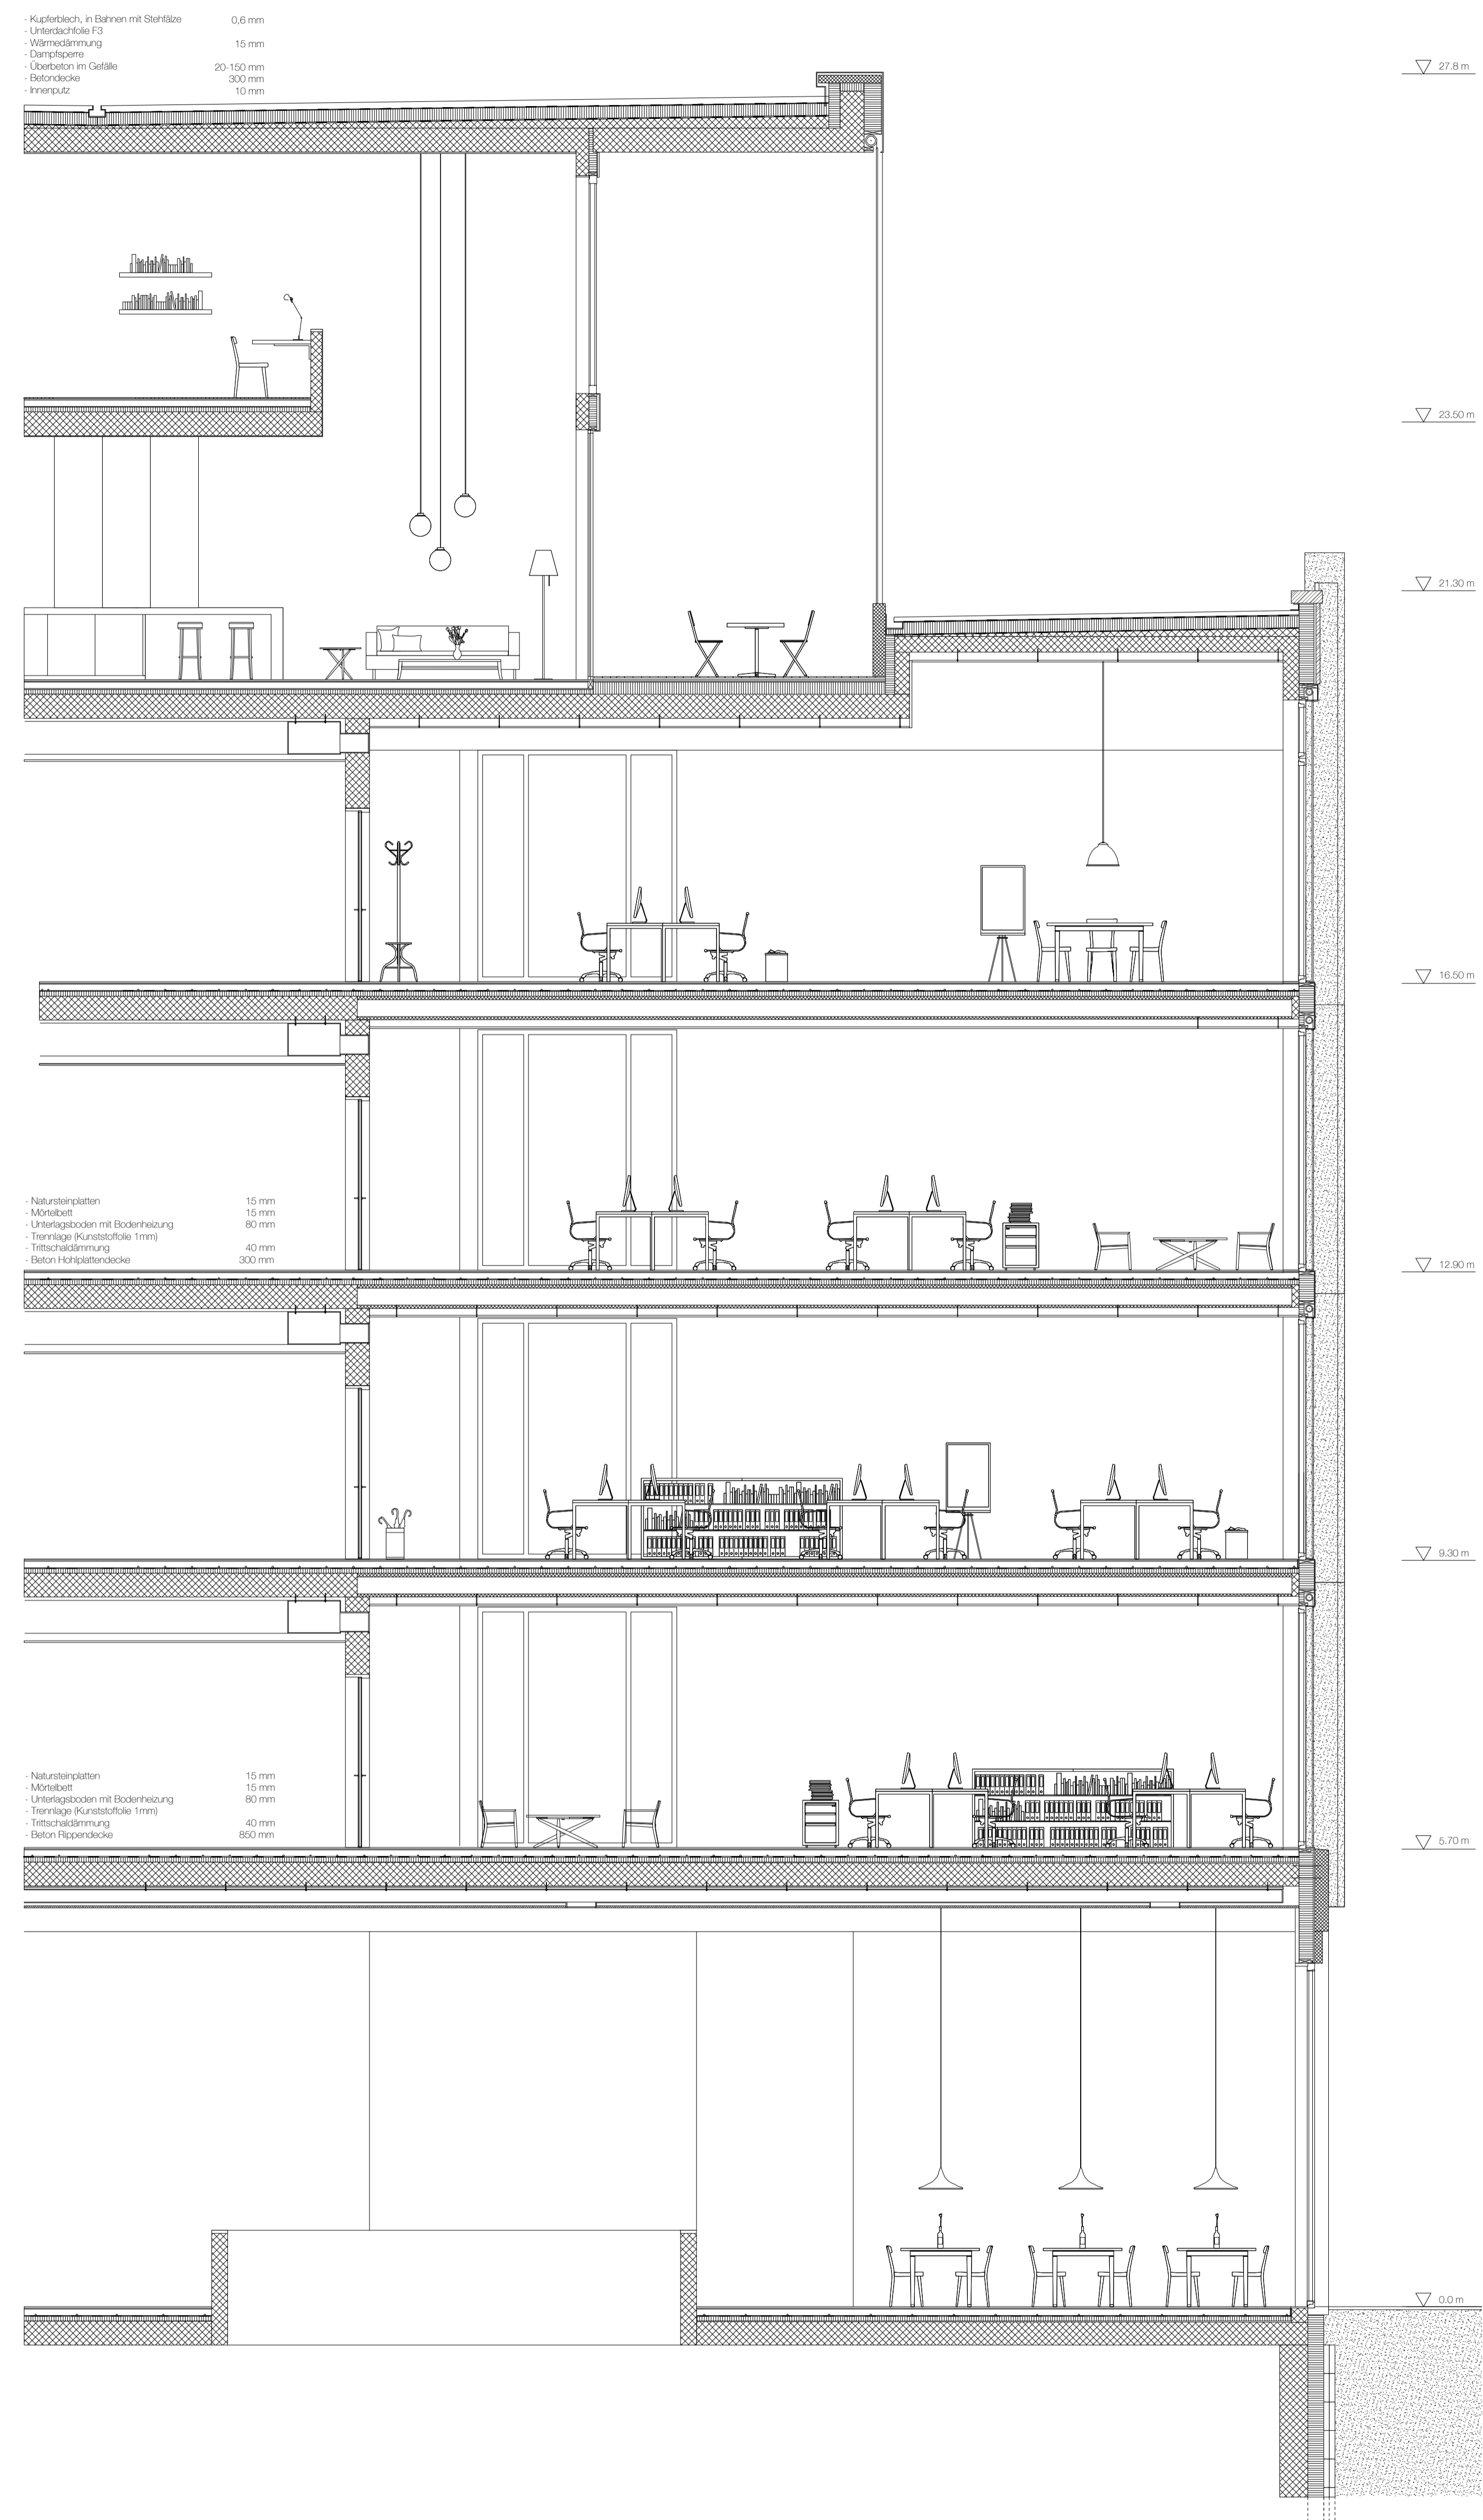 - Kupferblech, in Bahnen mit Stehfälze 0,6 mm
- Unterdachfolie F3
- Wärmedämmung 15 mm
- Dampfsperre
- Überbeton im Gefälle 20-150 mm
- Betondecke 300 mm
- Innenputz 10 mm
27.8 m
23.50 m
21.30 m
16.50 m
- Natursteinplatten 15 mm
- Mörtelbett 15 mm
- Unterlagsboden mit Bodenheizung 80 mm
- Trennlage (Kunststoffolie 1mm)
- Trittschaldämmung 40 mm
- Beton Hohlplattendecke 300 mm
12.90 m
9.30 m
- Natursteinplatten 15 mm
- Mörtelbett 15 mm
- Unterlagsboden mit Bodenheizung 80 mm
- Trennlage (Kunststoffolie 1mm)
- Trittschaldämmung 40 mm
- Beton Rippendecke 850 mm
5.70 m
0.0 m